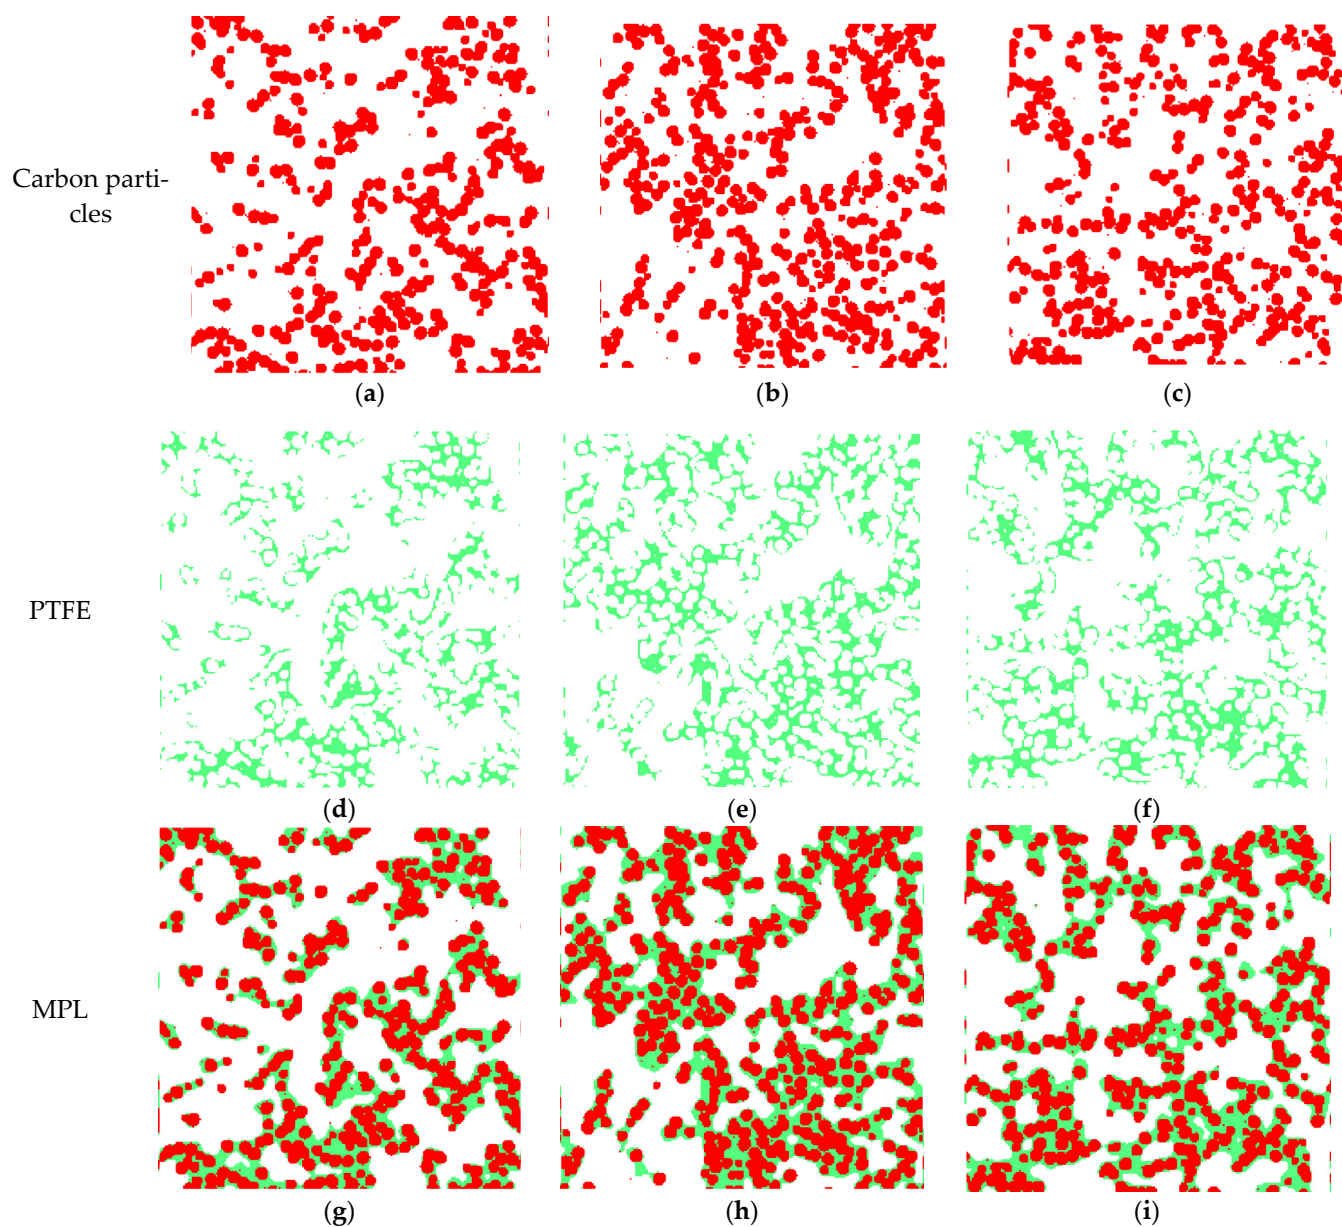 Carbon parti-
cles
(a)
(b)
(c)
PTFE
(d)
(e)
(f)
MPL
(g)
(h)
(i)